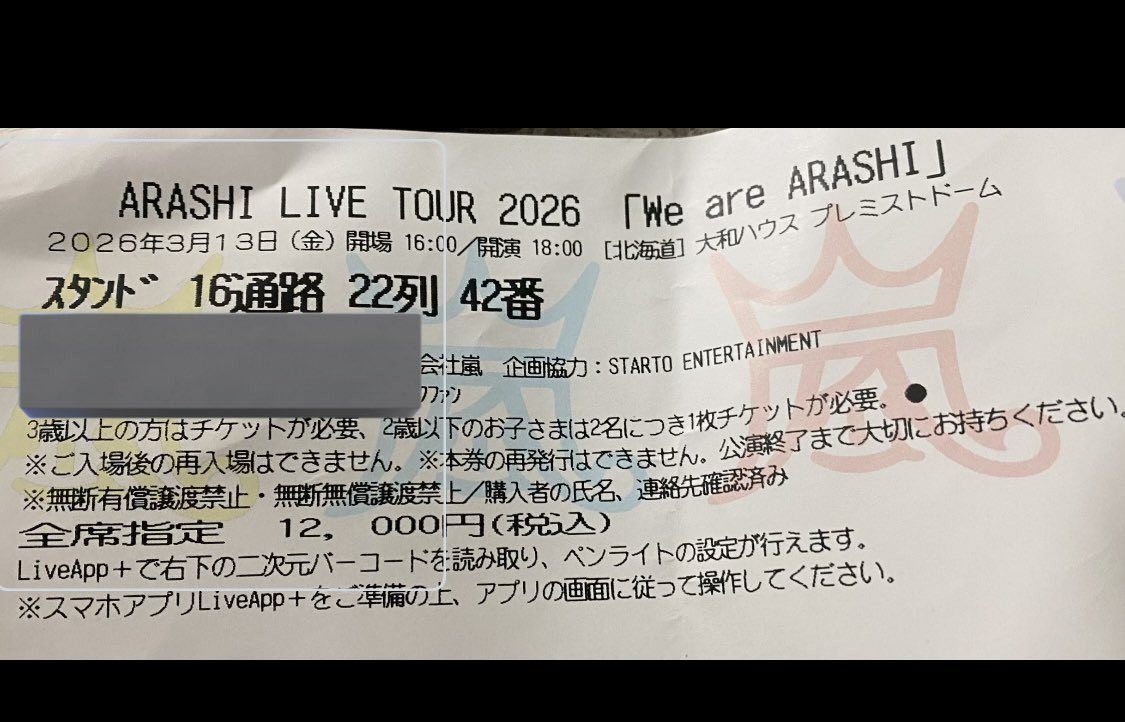 ARASHI LIVE TOUR 2026 「We are ARASHI」
2026年3月13日(金)開場 16:00/開演 18:00 [北海道]大和ハウス プレミストドーム
スタンド 16通路 22列 42番
会社嵐 企画協力:STARTO ENTERTAINMENT
ファン
3歳以上の方はチケットが必要、2歳以下のお子さまは2名につき1枚チケットが必要。●
※ご入場後の再入場はできません。※本券の再発行はできません。公演終了まで大切にお持ちください。
※無断有償譲渡禁止・無断無償譲渡禁止/購入者の氏名、連絡先確認済み
全席指定 12,000円(税込)
LiveApp+で右下の二次元バーコードを読み取り、ペンライトの設定が行えます。
※スマホアプリLiveApp+をご準備の上、アプリの画面に従って操作してください。
嵐
嵐